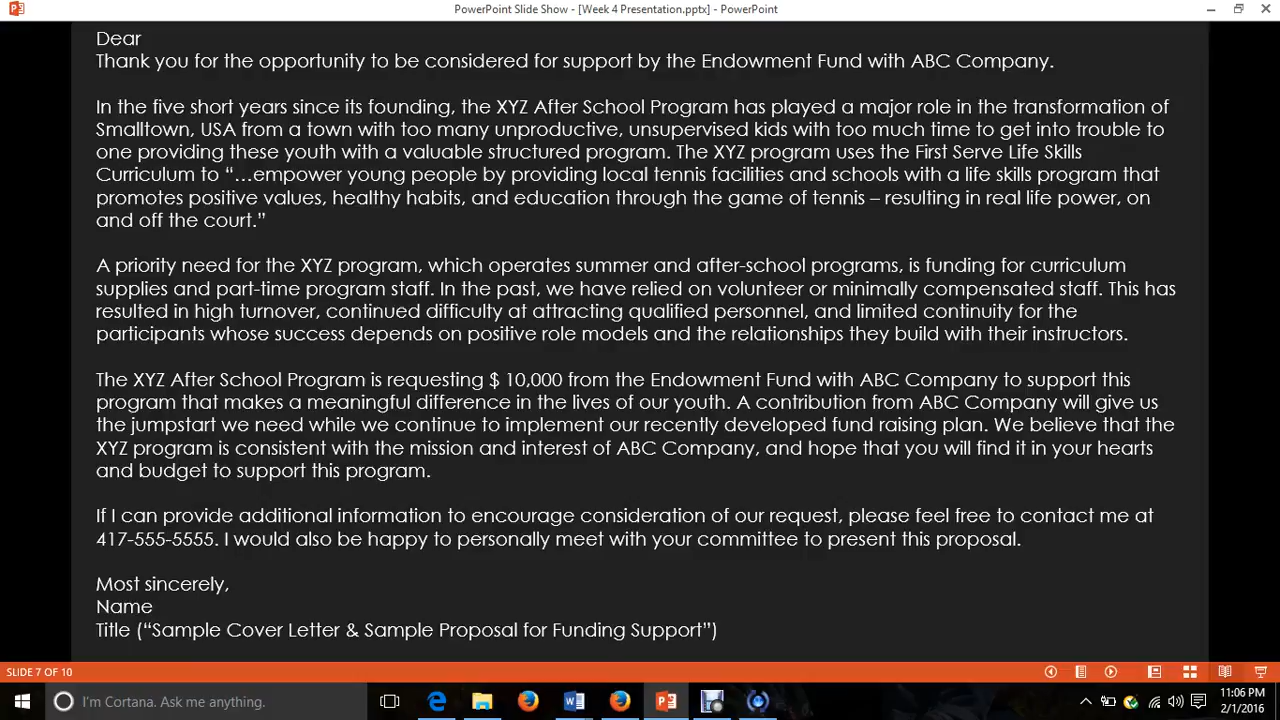 PowerPoint Slide Show - [Week 4 Presentation.pptx] - PowerPoint
Dear
Thank you for the opportunity to be considered for support by the Endowment Fund with ABC Company.
In the five short years since its founding, the XYZ After School Program has played a major role in the transformation of
Smalltown, USA from a town with too many unproductive, unsupervised kids with too much time to get into trouble to
one providing these youth with a valuable structured program. The XYZ program uses the First Serve Life Skills
Curriculum to “…empower young people by providing local tennis facilities and schools with a life skills program that
promotes positive values, healthy habits, and education through the game of tennis – resulting in real life power, on
and off the court.”
A priority need for the XYZ program, which operates summer and after-school programs, is funding for curriculum
supplies and part-time program staff. In the past, we have relied on volunteer or minimally compensated staff. This has
resulted in high turnover, continued difficulty at attracting qualified personnel, and limited continuity for the
participants whose success depends on positive role models and the relationships they build with their instructors.
The XYZ After School Program is requesting $ 10,000 from the Endowment Fund with ABC Company to support this
program that makes a meaningful difference in the lives of our youth. A contribution from ABC Company will give us
the jumpstart we need while we continue to implement our recently developed fund raising plan. We believe that the
XYZ program is consistent with the mission and interest of ABC Company, and hope that you will find it in your hearts
and budget to support this program.
If I can provide additional information to encourage consideration of our request, please feel free to contact me at
417-555-5555. I would also be happy to personally meet with your committee to present this proposal.
Most sincerely,
Name
Title (“Sample Cover Letter & Sample Proposal for Funding Support”)
SLIDE 7 OF 10
I'm Cortana. Ask me anything.
11:06 PM
2/1/2016